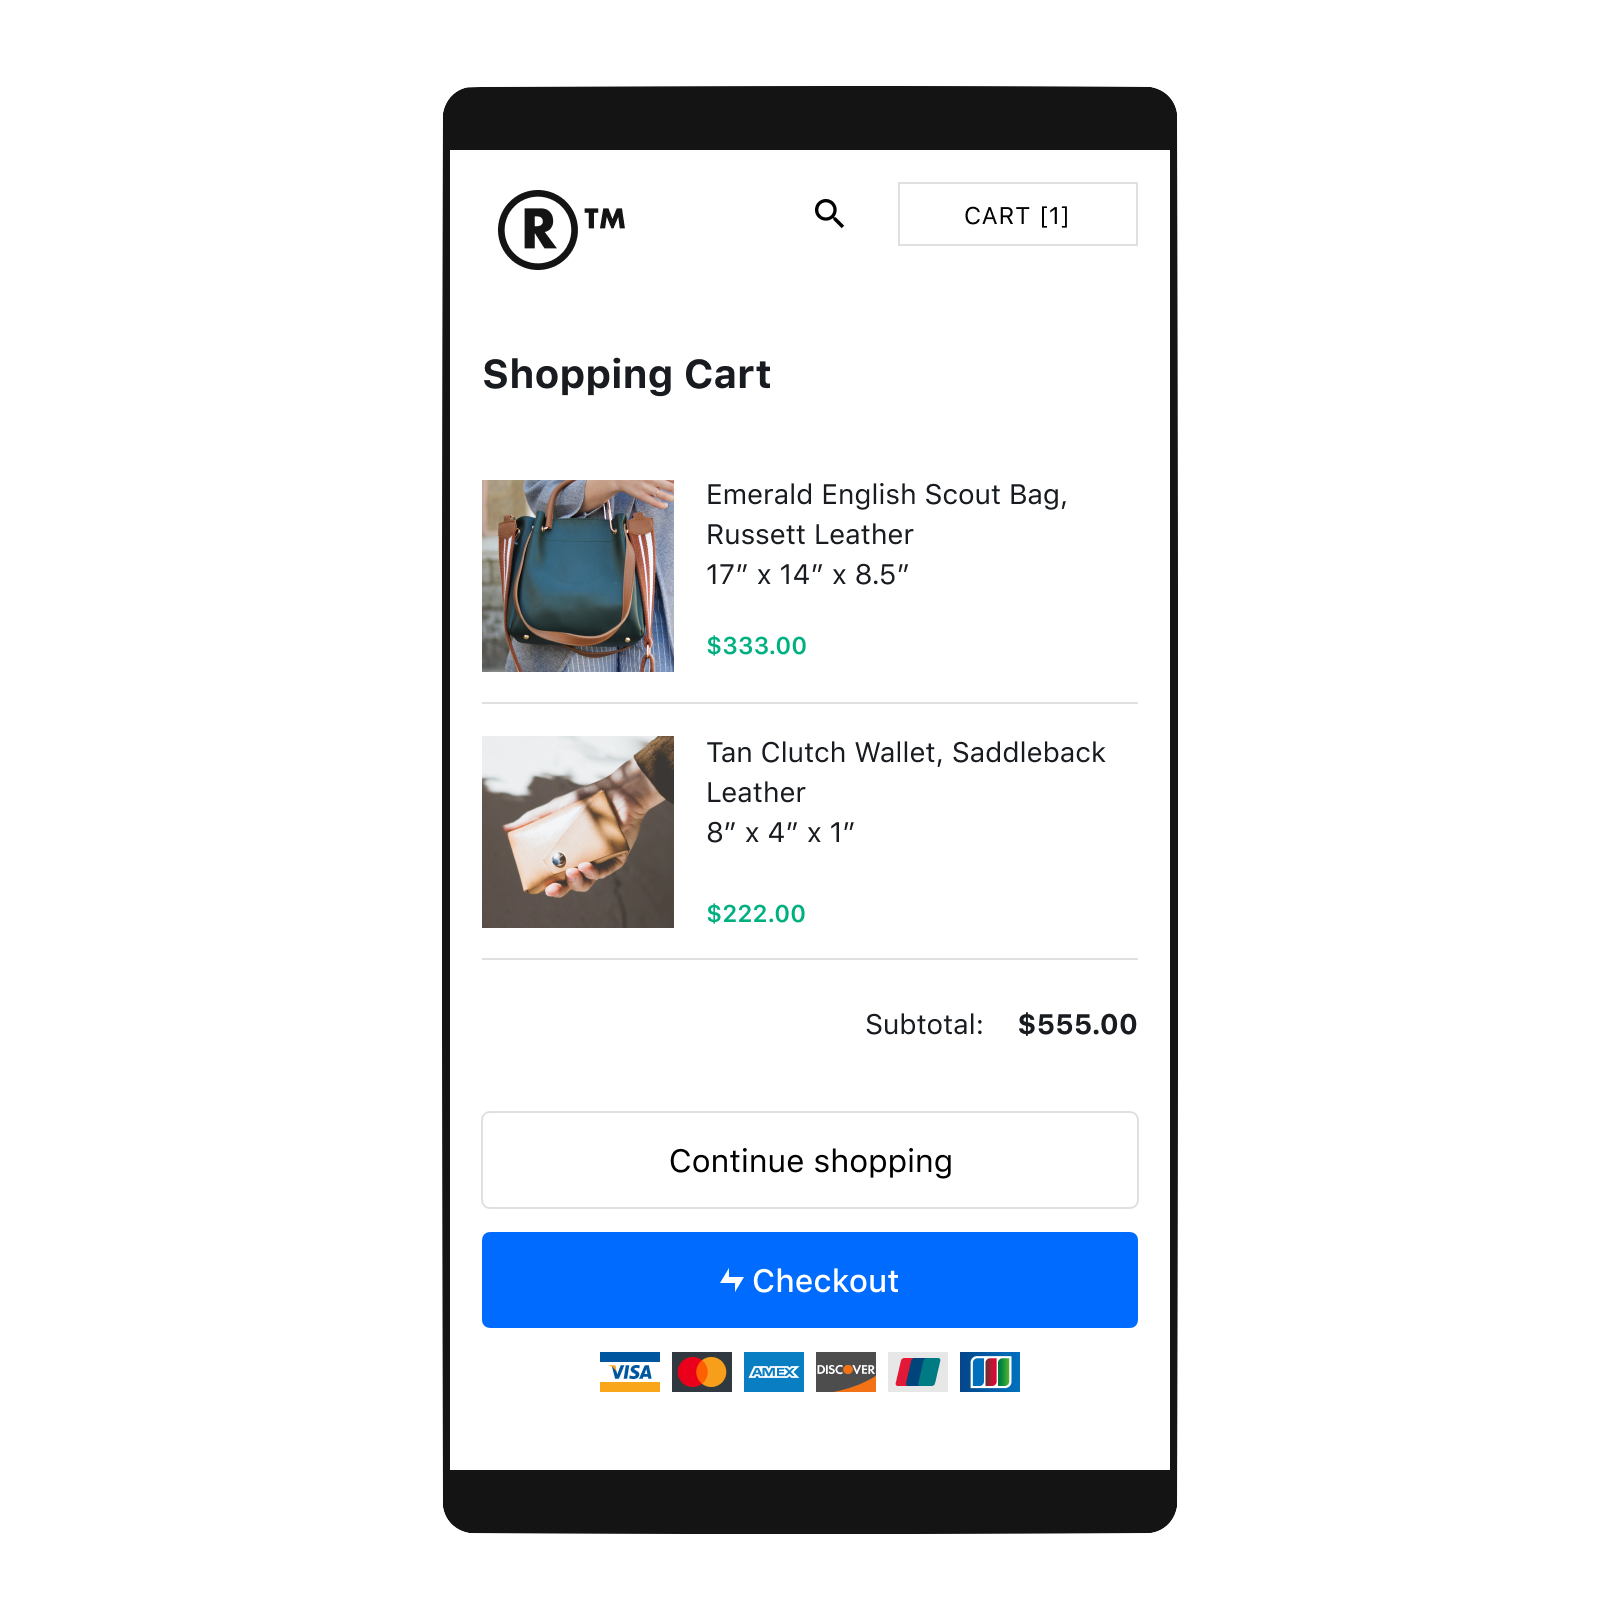 R TM
CART [1]
Shopping Cart
Emerald English Scout Bag,
Russett Leather
17” x 14” x 8.5”
$333.00
Tan Clutch Wallet, Saddleback
Leather
8” x 4” x 1”
$222.00
Subtotal: $555.00
Continue shopping
Checkout
VISA AMEX DISCOVER